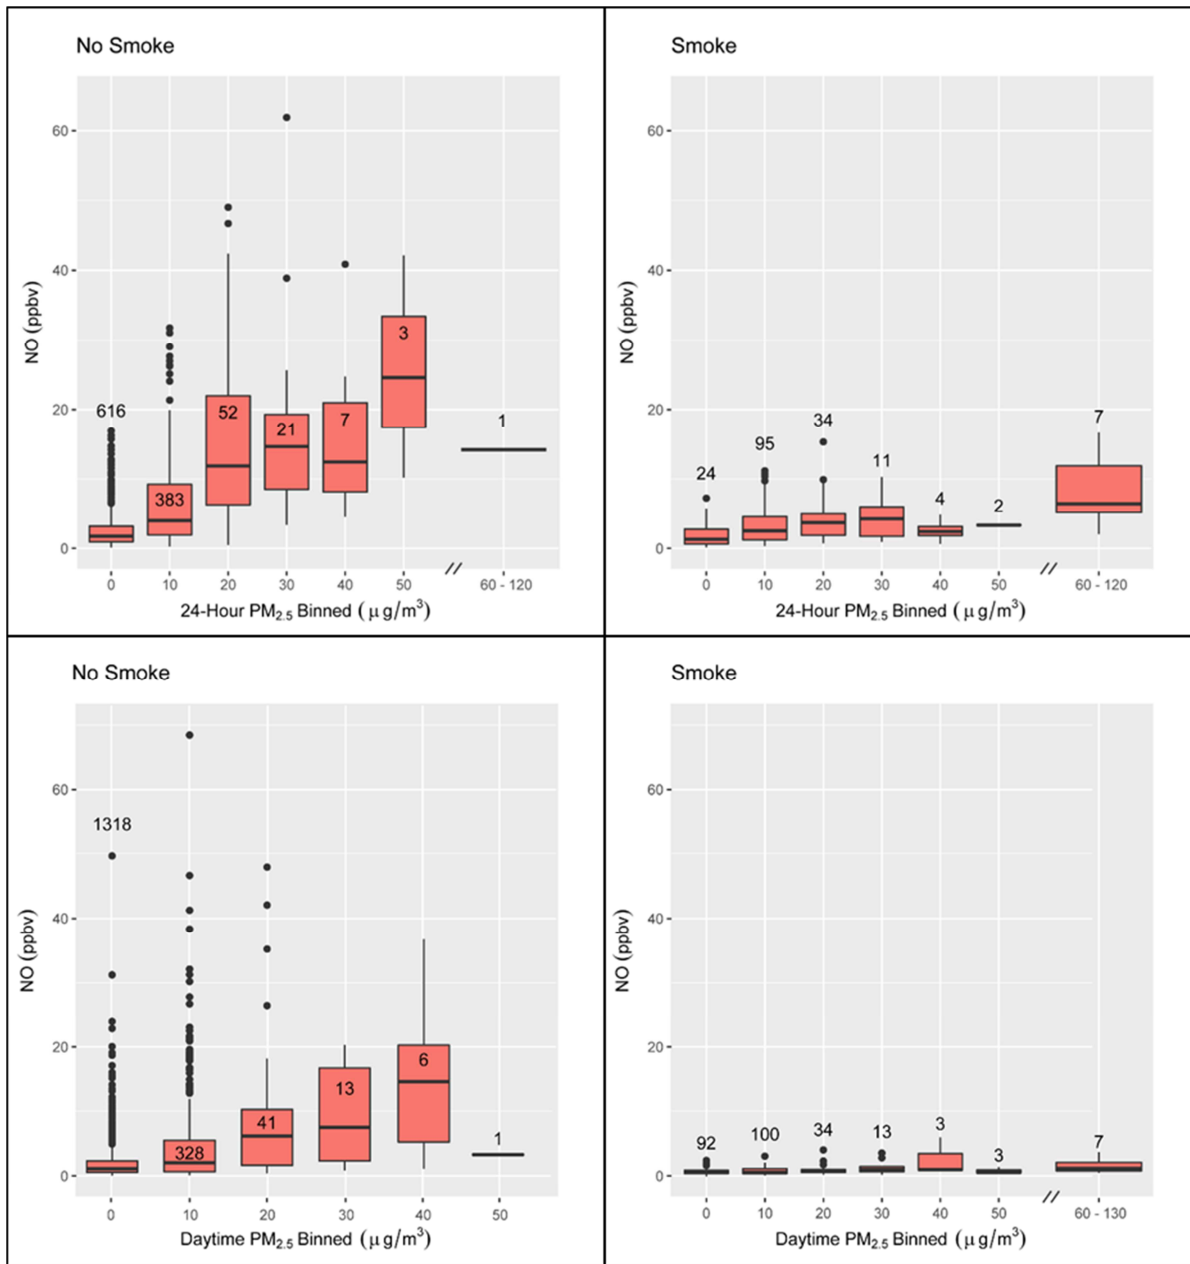 No Smoke
60
40
20
0
NO (ppbv)
616
383
52
21
7
3
1
0 10 20 30 40 50 // 60 - 120
24-Hour PM2.5 Binned (μ g/m³)
Smoke
60
40
20
0
NO (ppbv)
24
95
34
11
4
2
7
0 10 20 30 40 50 // 60 - 120
24-Hour PM2.5 Binned (μ g/m³)
No Smoke
60
40
20
0
NO (ppbv)
1318
328
41
13
6
1
0 10 20 30 40 50
Daytime PM2.5 Binned (μ g/m³)
Smoke
60
40
20
0
NO (ppbv)
92
100
34
13
3
3
7
0 10 20 30 40 50 // 60 - 130
Daytime PM2.5 Binned (μ g/m³)